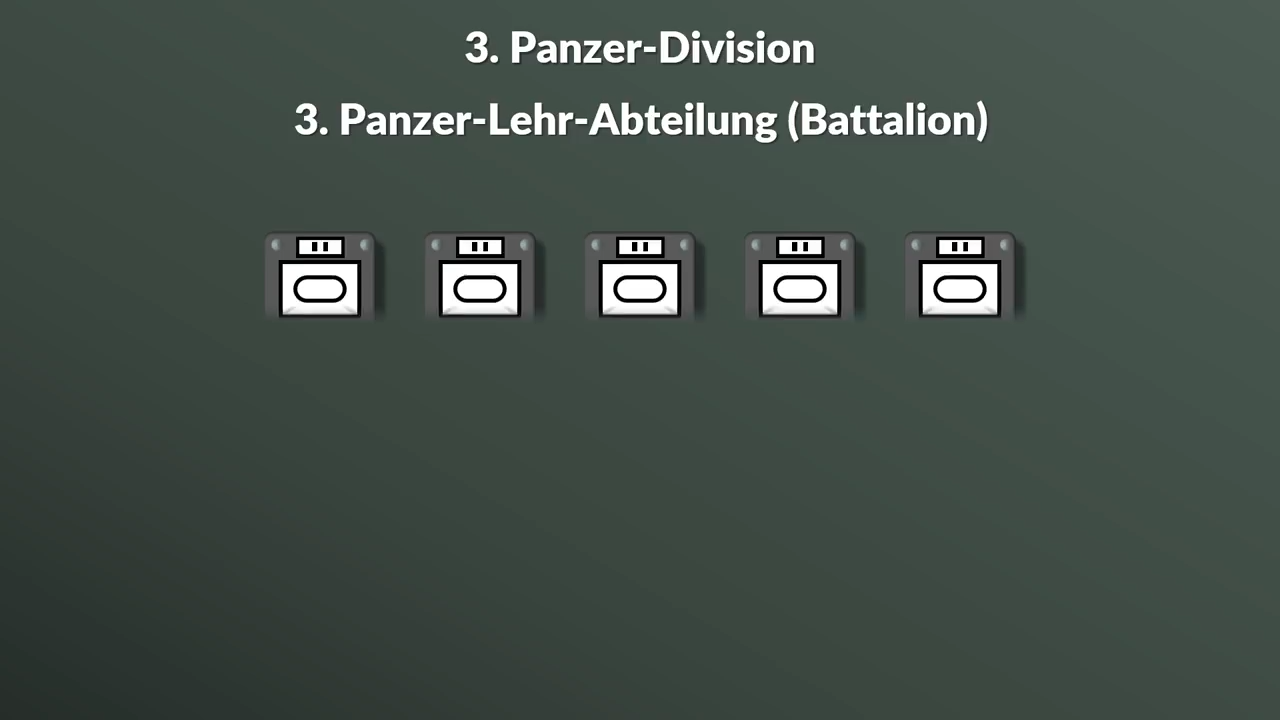 3. Panzer-Division
3. Panzer-Lehr-Abteilung (Battalion)